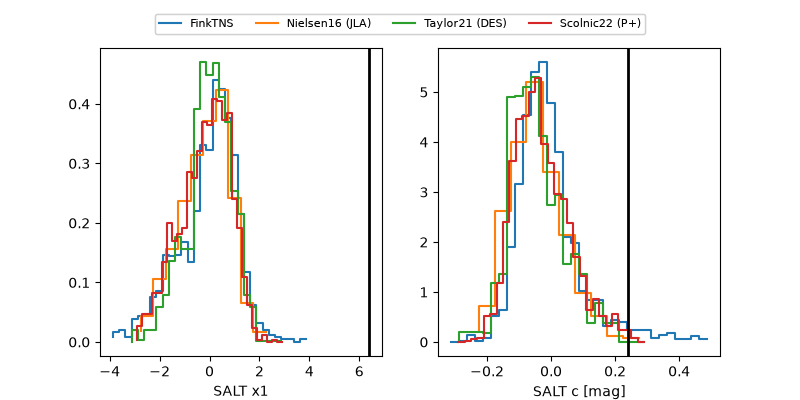 FinkTNS Nielsen16 (JLA) Taylor21 (DES) Scolnic22 (P+)
0.4
0.3
0.2
0.1
0.0
−4 −2 0 2 4 6
SALT x1
5
4
3
2
1
0
−0.2 0.0 0.2 0.4
SALT c [mag]